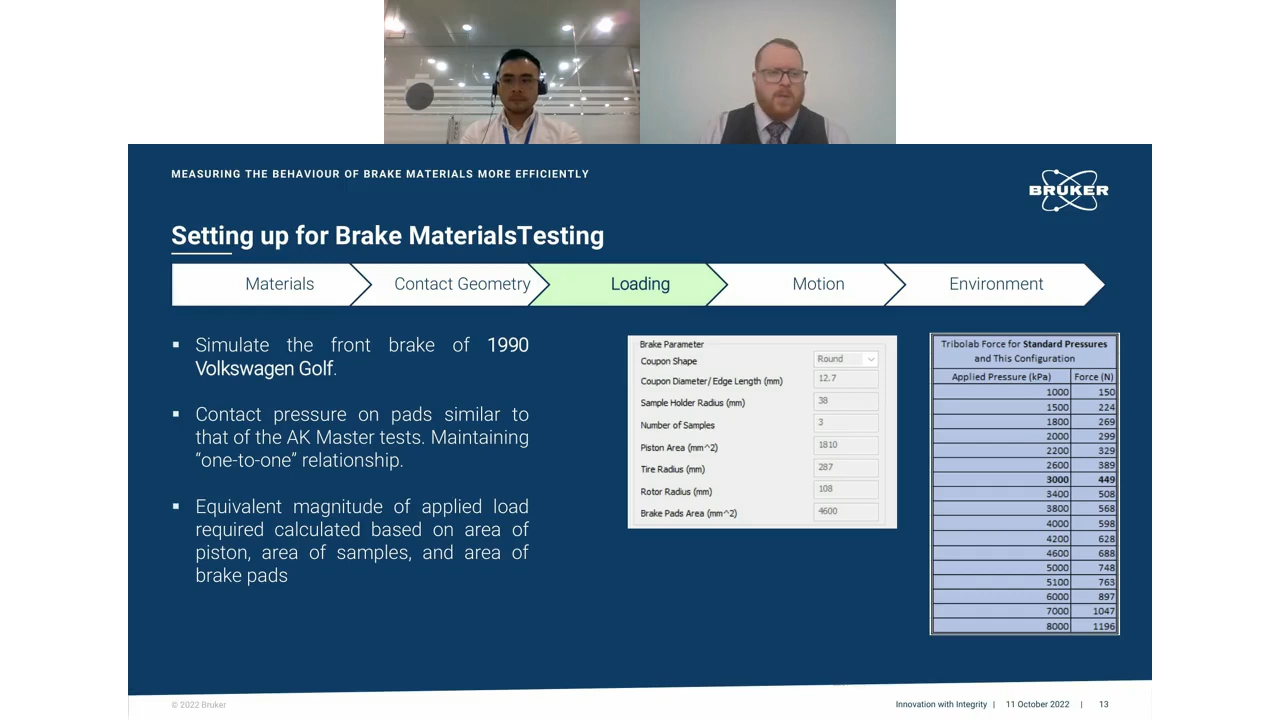 MEASURING THE BEHAVIOUR OF BRAKE MATERIALS MORE EFFICIENTLY
BRUKER
Setting up for Brake MaterialsTesting
Materials
Contact Geometry
Loading
Motion
Environment
▪ Simulate the front brake of 1990
Volkswagen Golf.
▪ Contact pressure on pads similar to
that of the AK Master tests. Maintaining
“one-to-one” relationship.
▪ Equivalent magnitude of applied load
required calculated based on area of
piston, area of samples, and area of
brake pads
Brake Parameter
Coupon Shape Round
Coupon Diameter/ Edge Length (mm) 12.7
Sample Holder Radius (mm) 38
Number of Samples 3
Piston Area (mm^2) 1810
Tire Radius (mm) 287
Rotor Radius (mm) 108
Brake Pads Area (mm^2) 4600
Tribolab Force for Standard Pressures
and This Configuration
Applied Pressure (kPa) Force (N)
1000 150
1500 224
1800 269
2000 299
2200 329
2600 389
3000 449
3400 508
3800 568
4000 598
4200 628
4600 688
5000 748
5100 763
6000 897
7000 1047
8000 1196
© 2022 Bruker
Innovation with Integrity | 11 October 2022 | 13